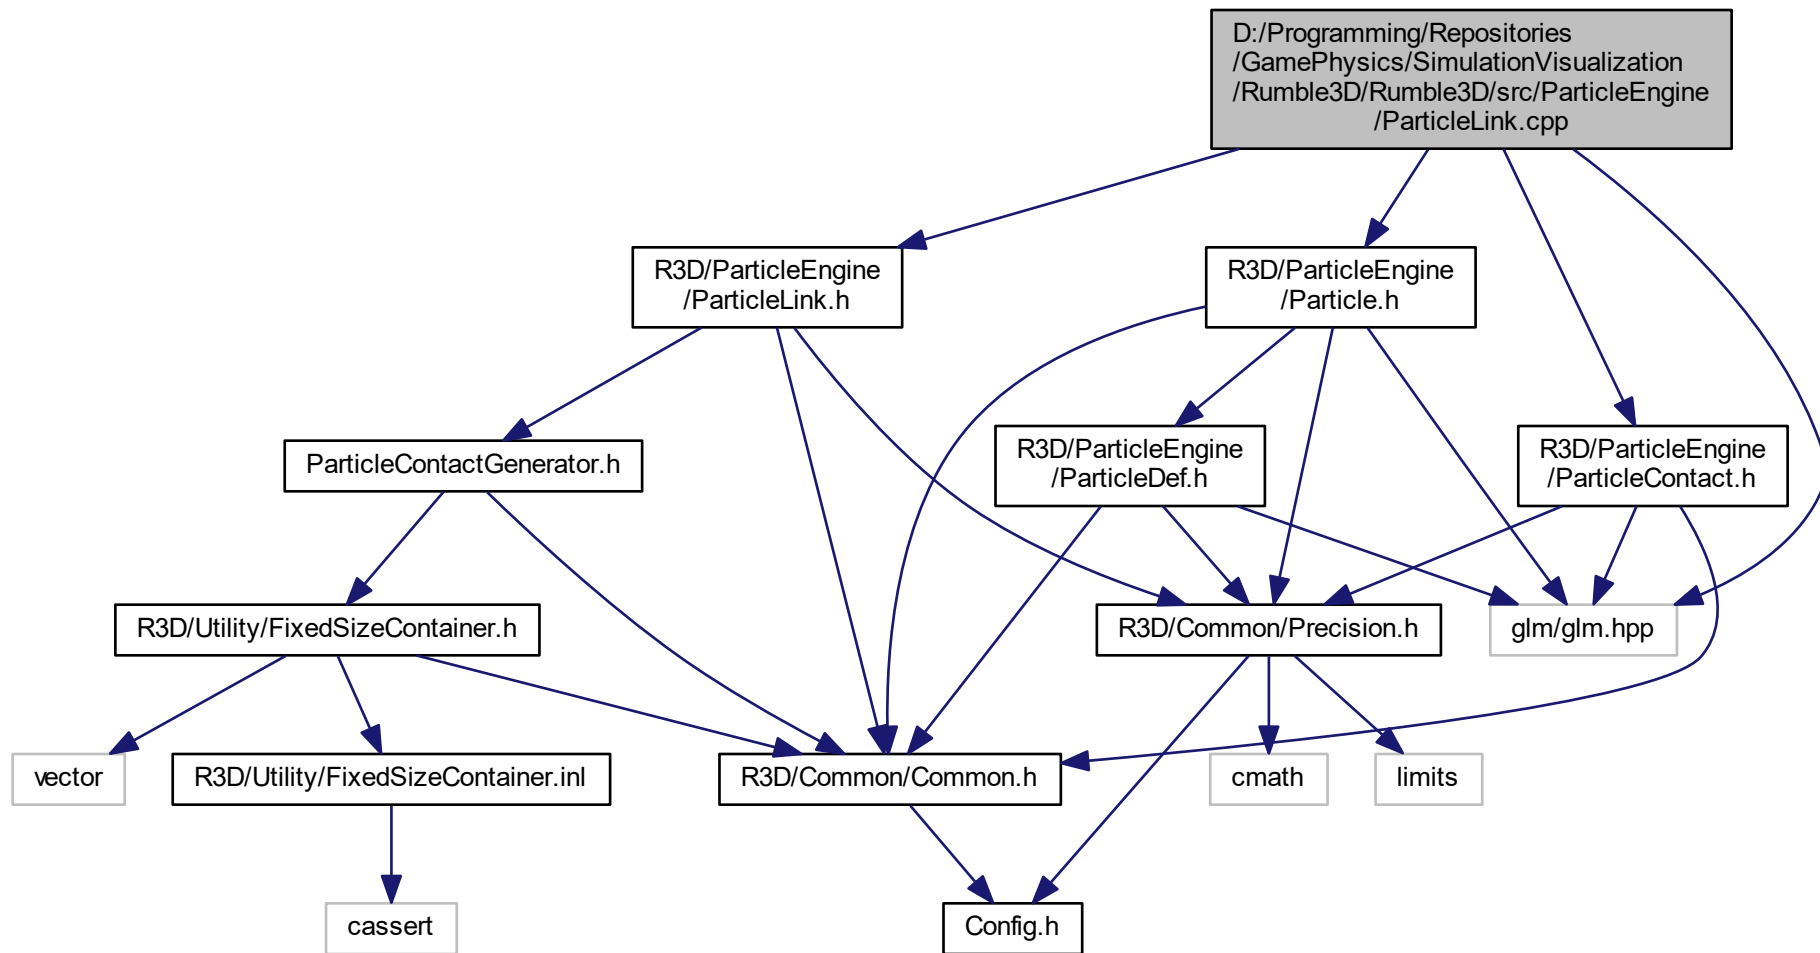 D:/Programming/Repositories
/GamePhysics/SimulationVisualization
/Rumble3D/Rumble3D/src/ParticleEngine
/ParticleLink.cpp
R3D/ParticleEngine
/ParticleLink.h
R3D/ParticleEngine
/Particle.h
ParticleContactGenerator.h
R3D/ParticleEngine
/ParticleDef.h
R3D/ParticleEngine
/ParticleContact.h
R3D/Utility/FixedSizeContainer.h
R3D/Common/Precision.h
glm/glm.hpp
vector
R3D/Utility/FixedSizeContainer.inl
R3D/Common/Common.h
cmath
limits
cassert
Config.h